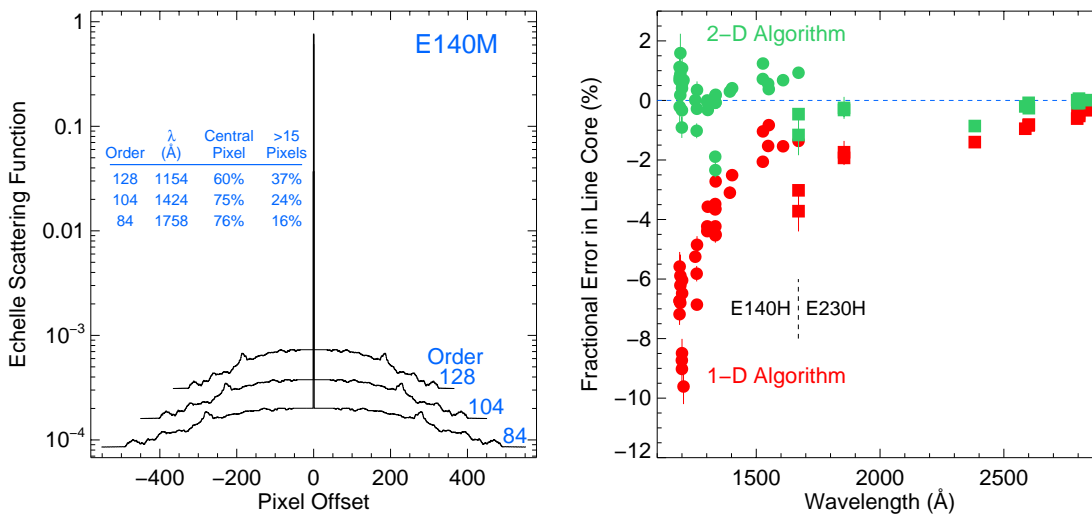 1
0.1
0.01
10−3
10−4
Echelle Scattering Function
E140M
λ Central >15
Order (Å) Pixel Pixels
128 1154 60% 37%
104 1424 75% 24%
84 1758 76% 16%
Order
128
104
84
−400 −200 0 200 400
Pixel Offset
2
0
−2
−4
−6
−8
−10
−12
Fractional Error in Line Core (%)
2−D Algorithm
E140H E230H
1−D Algorithm
1500 2000 2500
Wavelength (Å)